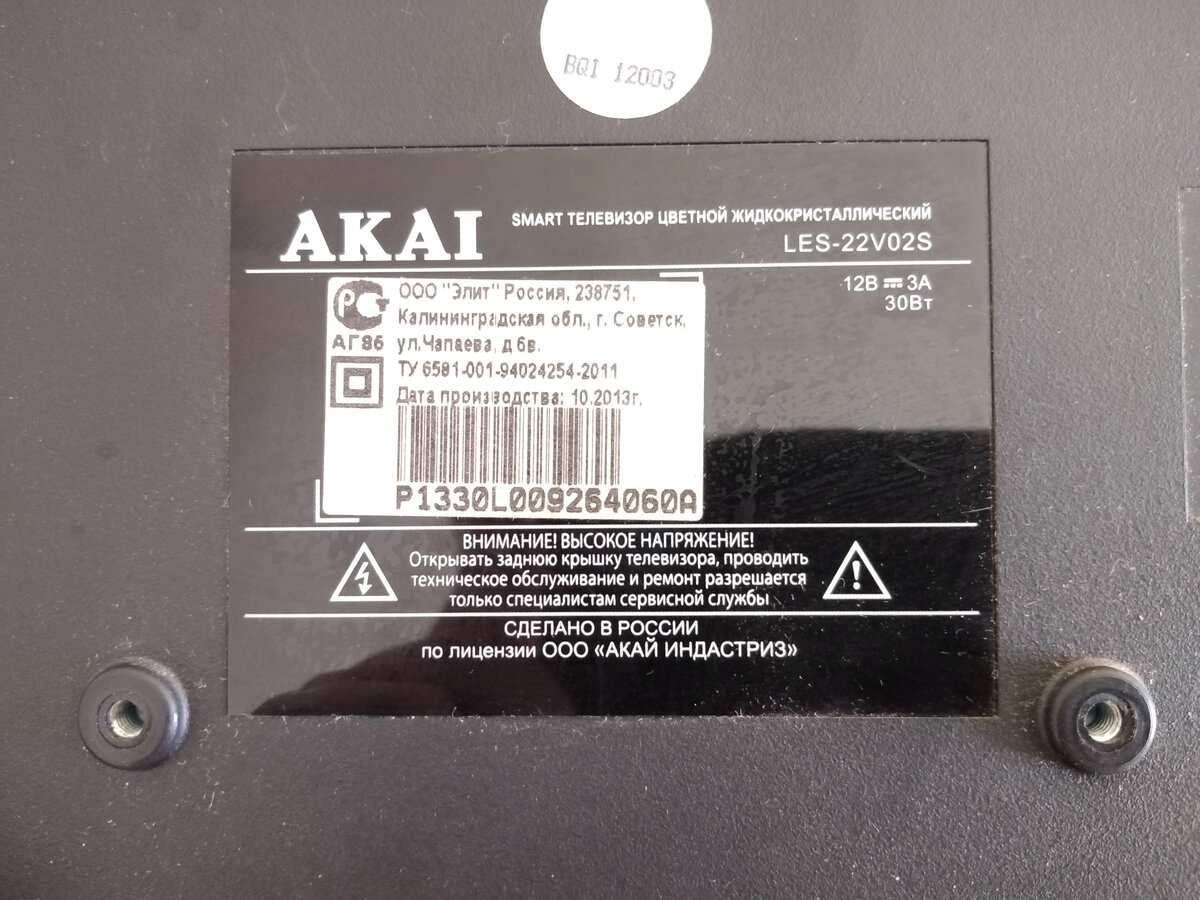 BQI 12003
AKAI
SMART ТЕЛЕВИЗОР ЦВЕТНОЙ ЖИДКОКРИСТАЛЛИЧЕСКИЙ
LES-22V02S
12В ⎓ 3А
30Вт
РСт
АГ86
ООО "Элит" Россия, 238751,
Калининградская обл., г. Советск,
ул.Чапаева, д 6в.
ТУ 6581-001-94024254-2011
Дата производства: 10.2013г.
P1330L009264060A
ВНИМАНИЕ! ВЫСОКОЕ НАПРЯЖЕНИЕ!
Открывать заднюю крышку телевизора, проводить
техническое обслуживание и ремонт разрешается
только специалистам сервисной службы
СДЕЛАНО В РОССИИ
по лицензии ООО «АКАЙ ИНДАСТРИЗ»